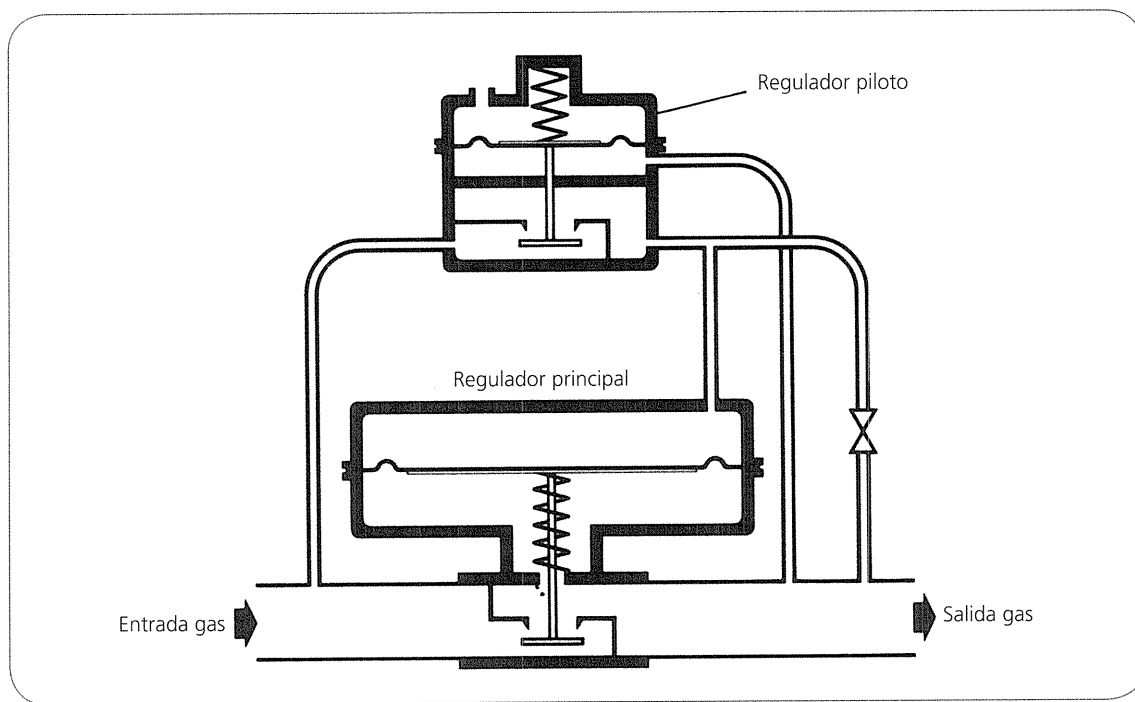 Regulador piloto
Regulador principal
Entrada gas
Salida gas